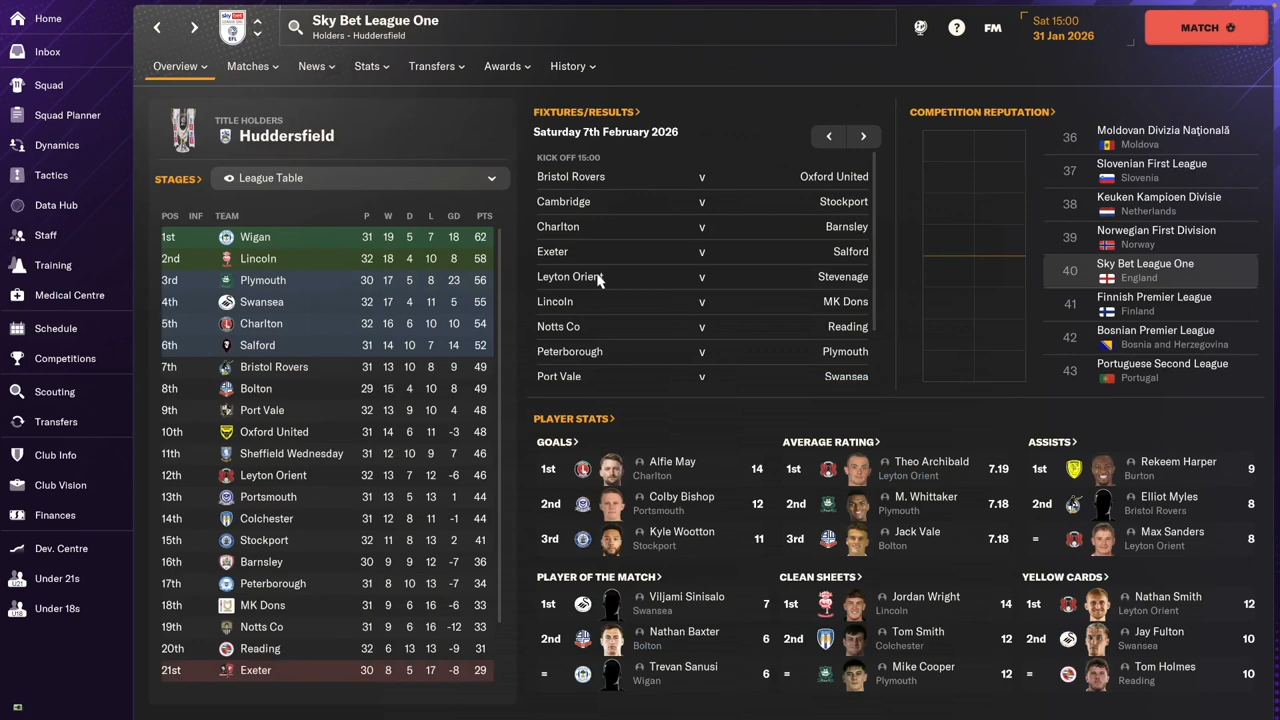 Home
Inbox
Squad
Squad Planner
Dynamics
Tactics
Data Hub
Staff
Training
Medical Centre
Schedule
Competitions
Scouting
Transfers
Club Info
Club Vision
Finances
Dev. Centre
U21 Under 21s
U18 Under 18s
Sky Bet League One
Holders - Huddersfield
FM
Sat 15:00
31 Jan 2026
MATCH
Overview Matches News Stats Transfers Awards History
TITLE HOLDERS
Huddersfield
STAGES> League Table
POS INF TEAM P W D L GD PTS
1st Wigan 31 19 5 7 18 62
2nd Lincoln 32 18 4 10 8 58
3rd Plymouth 30 17 5 8 23 56
4th Swansea 32 17 4 11 5 55
5th Charlton 32 16 6 10 10 54
6th Salford 31 14 10 7 14 52
7th Bristol Rovers 31 13 10 8 9 49
8th Bolton 29 15 4 10 8 49
9th Port Vale 32 13 9 10 4 48
10th Oxford United 31 14 6 11 -3 48
11th Sheffield Wednesday 31 12 10 9 7 46
12th Leyton Orient 32 13 7 12 -6 46
13th Portsmouth 31 13 5 13 1 44
14th Colchester 31 12 8 11 -1 44
15th Stockport 32 11 8 13 2 41
16th Barnsley 30 9 9 12 -7 36
17th Peterborough 31 8 10 13 -7 34
18th MK Dons 31 9 6 16 -6 33
19th Notts Co 31 9 6 16 -12 33
20th Reading 32 6 13 13 -9 31
21st Exeter 30 8 5 17 -8 29
FIXTURES/RESULTS>
Saturday 7th February 2026
KICK OFF 15:00
Bristol Rovers v Oxford United
Cambridge v Stockport
Charlton v Barnsley
Exeter v Salford
Leyton Orient v Stevenage
Lincoln v MK Dons
Notts Co v Reading
Peterborough v Plymouth
Port Vale v Swansea
COMPETITION REPUTATION>
36 Moldovan Divizia Naţională
Moldova
37 Slovenian First League
Slovenia
38 Keuken Kampioen Divisie
Netherlands
39 Norwegian First Division
Norway
40 Sky Bet League One
England
41 Finnish Premier League
Finland
42 Bosnian Premier League
Bosnia and Herzegovina
43 Portuguese Second League
Portugal
PLAYER STATS>
GOALS>
1st Alfie May 14
Charlton
2nd Colby Bishop 12
Portsmouth
3rd Kyle Wootton 11
Stockport
AVERAGE RATING>
1st Theo Archibald 7.19
Leyton Orient
2nd M. Whittaker 7.18
Plymouth
3rd Jack Vale 7.18
Bolton
ASSISTS>
1st Rekeem Harper 9
Burton
2nd Elliot Myles 8
Bristol Rovers
= Max Sanders 8
Leyton Orient
PLAYER OF THE MATCH>
1st Viljami Sinisalo 7
Swansea
2nd Nathan Baxter 6
Bolton
= Trevan Sanusi 6
Wigan
CLEAN SHEETS>
1st Jordan Wright 14
Lincoln
2nd Tom Smith 12
Colchester
= Mike Cooper 12
Plymouth
YELLOW CARDS>
1st Nathan Smith 12
Leyton Orient
2nd Jay Fulton 10
Swansea
= Tom Holmes 10
Reading